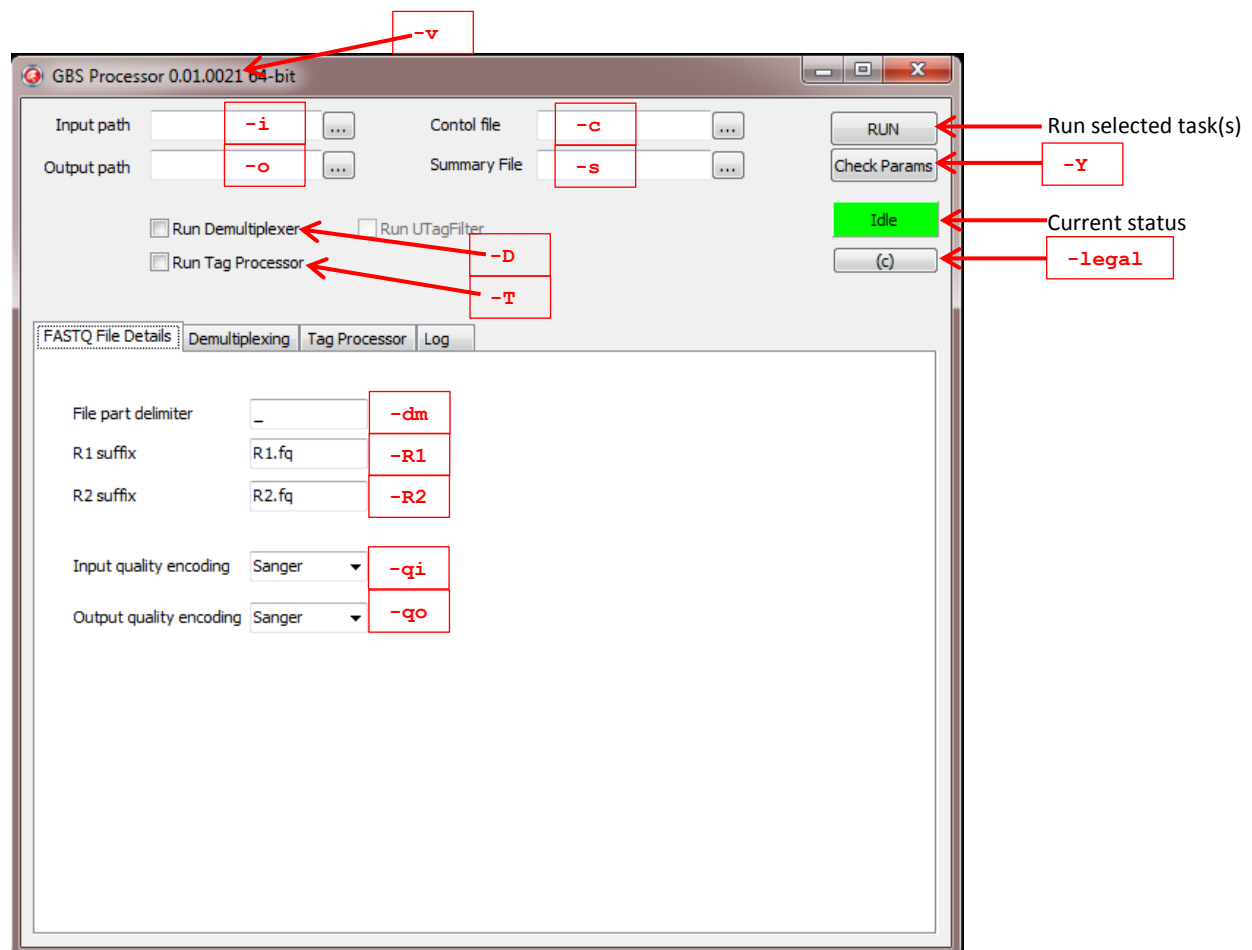 -v
GBS Processor 0.01.0021 64-bit
Input path -i ... Contol file -c ... RUN Run selected task(s)
Output path -o ... Summary File -s ... Check Params -Y
Run Demultiplexer Run UTagFilter Idle Current status
-D
Run Tag Processor (c) -legal
-T
FASTQ File Details Demultiplexing Tag Processor Log
File part delimiter _ -dm
R1 suffix R1.fq -R1
R2 suffix R2.fq -R2
Input quality encoding Sanger -qi
Output quality encoding Sanger -qo